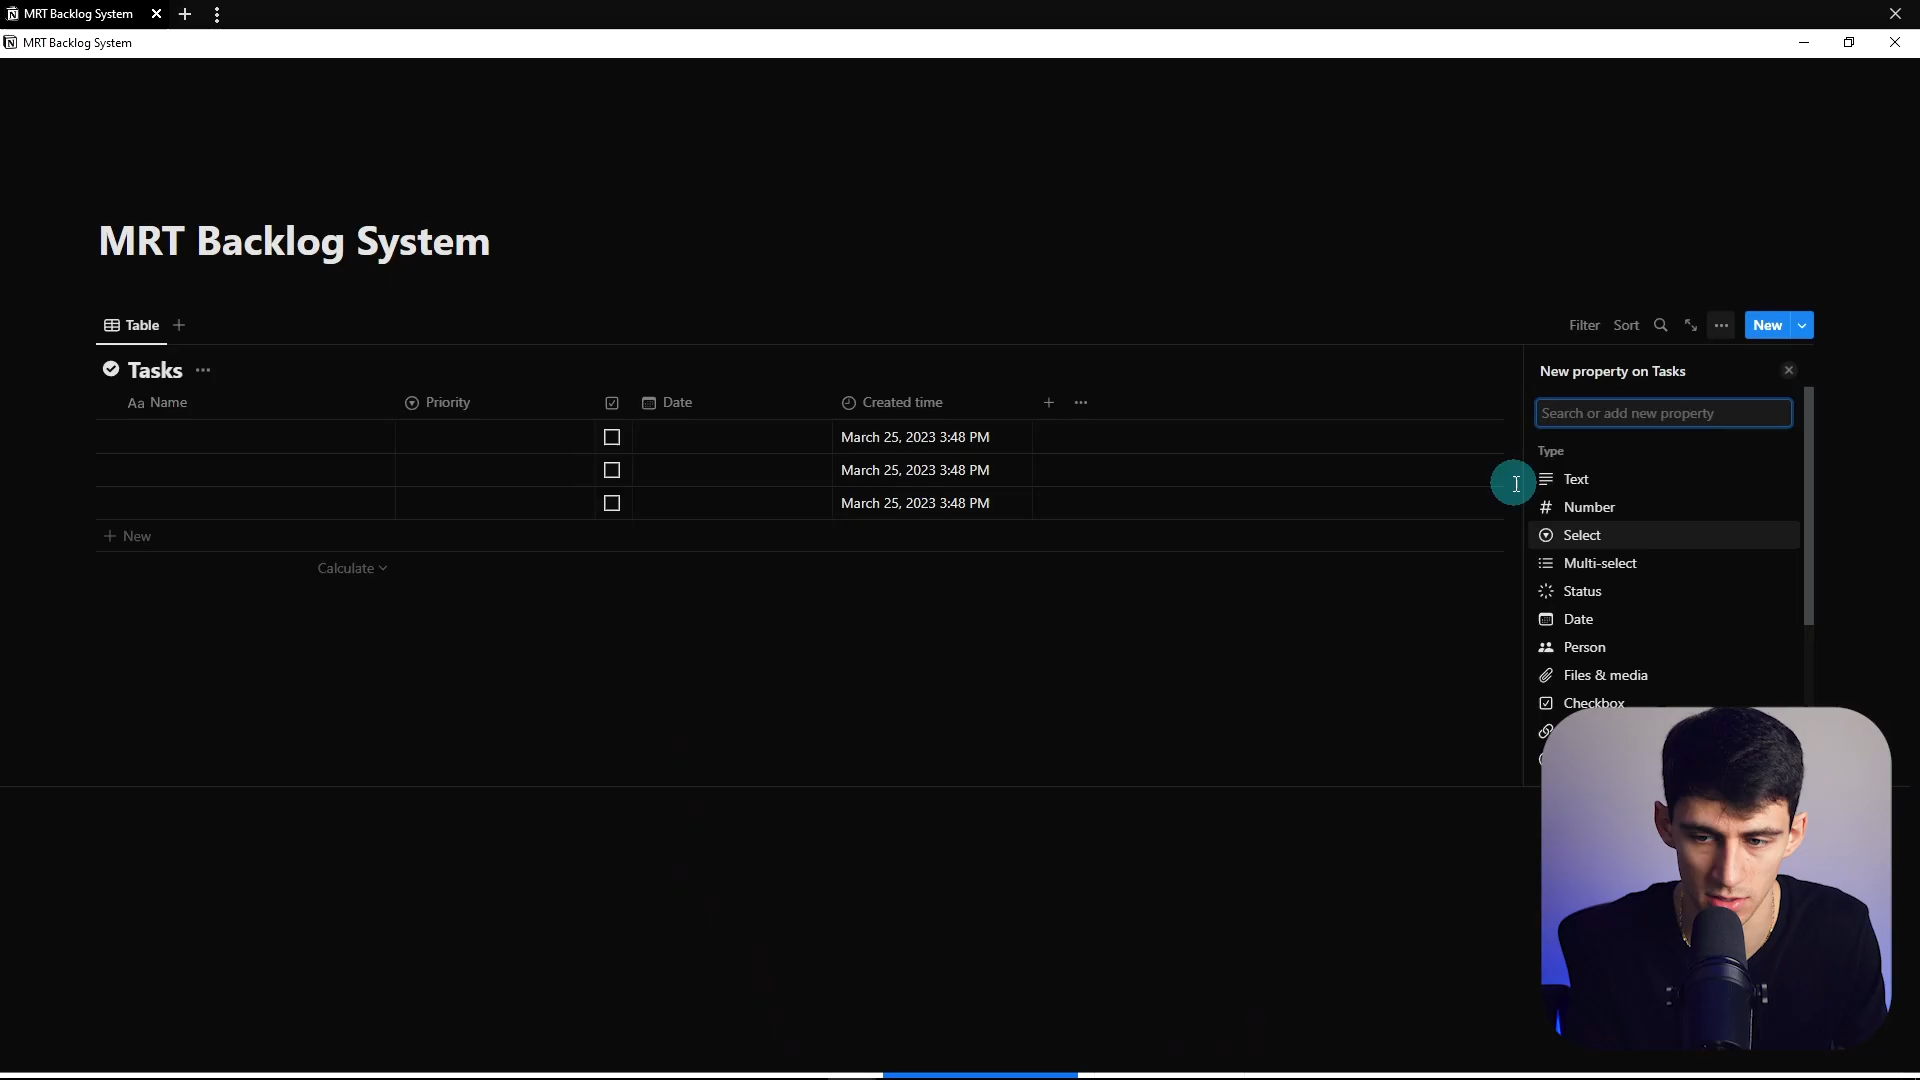 MRT Backlog System
MRT Backlog System
MRT Backlog System
Table
Filter Sort New
Tasks
Aa Name Priority Date Created time
March 25, 2023 3:48 PM
March 25, 2023 3:48 PM
March 25, 2023 3:48 PM
New
Calculate
New property on Tasks
Search or add new property
Type
Text
Number
Select
Multi-select
Status
Date
Person
Files & media
Checkbox